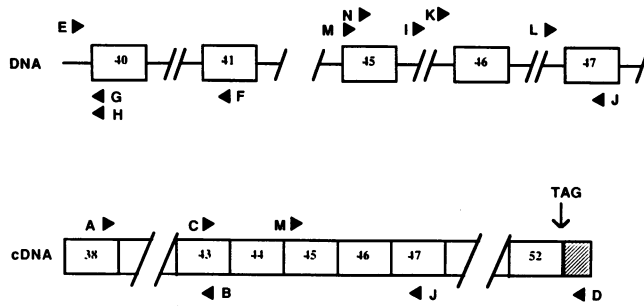 N K
E M I L
DNA 40 41 45 46 47
G F J
H
TAG
A C M
cDNA 38 43 44 45 46 47 52
B J D